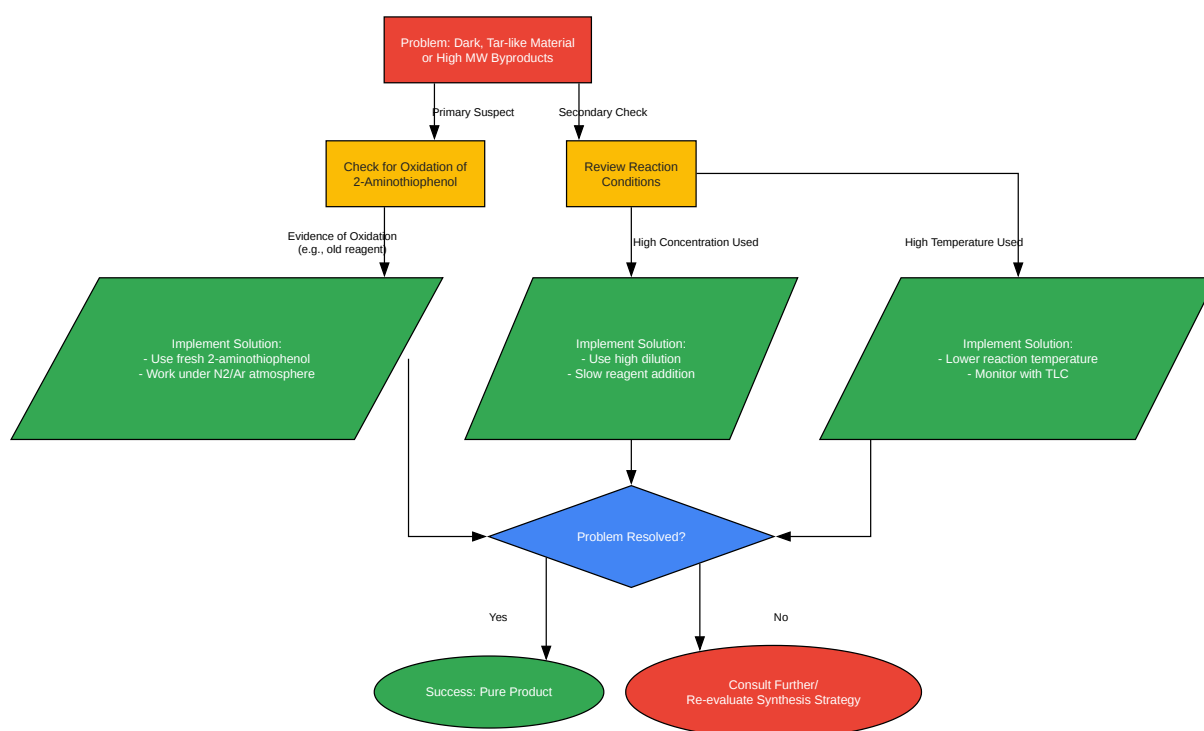 Problem: Dark, Tar-like Material
or High MW Byproducts
Primary Suspect
Secondary Check
Check for Oxidation of
2-Aminothiophenol
Review Reaction
Conditions
Evidence of Oxidation
(e.g., old reagent)
High Concentration Used
High Temperature Used
Implement Solution:
- Use fresh 2-aminothiophenol
- Work under N2/Ar atmosphere
Implement Solution:
- Use high dilution
- Slow reagent addition
Implement Solution:
- Lower reaction temperature
- Monitor with TLC
Problem Resolved?
Yes
No
Success: Pure Product
Consult Further/
Re-evaluate Synthesis Strategy